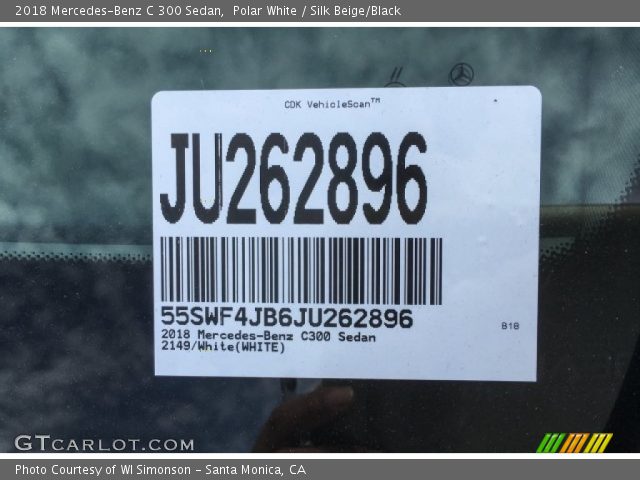 2018 Mercedes-Benz C 300 Sedan, Polar White / Silk Beige/Black
CDK VehicleScan™
JU262896
55SWF4JB6JU262896
2018 Mercedes-Benz C300 Sedan
2149/White(WHITE)
B18
GTCARLOT.COM
Photo Courtesy of WI Simonson - Santa Monica, CA